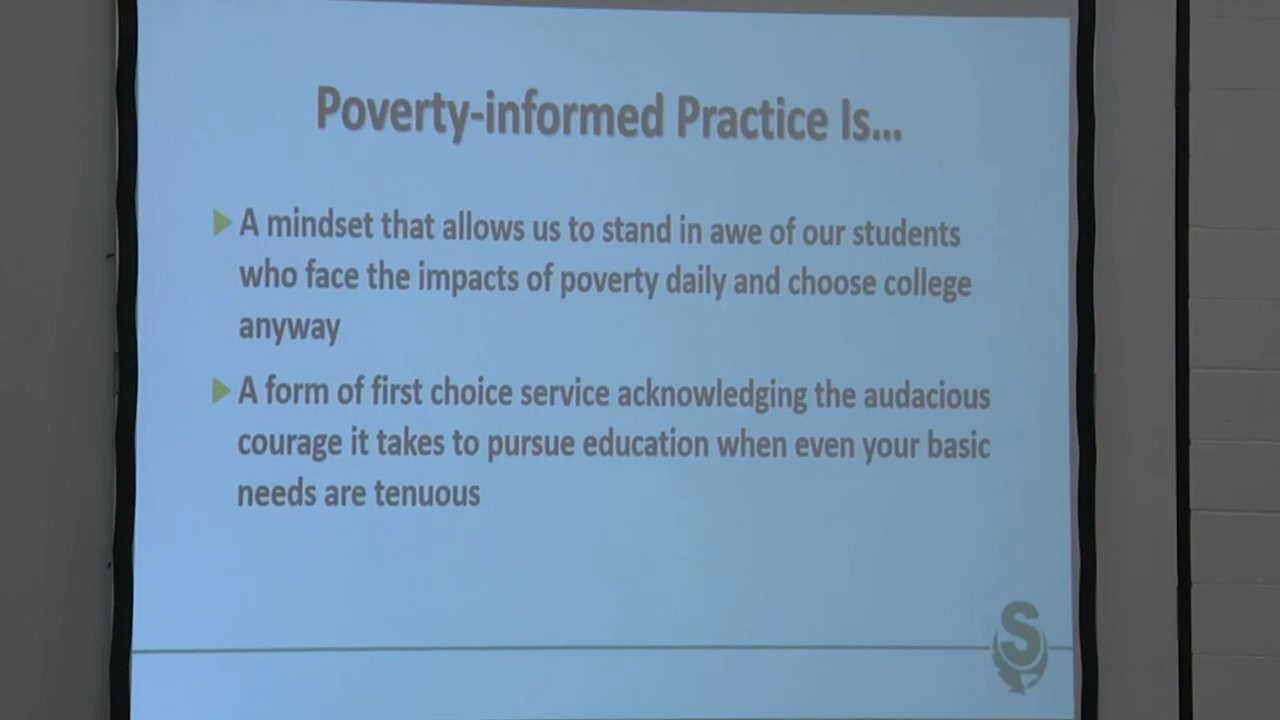 Poverty-informed Practice Is...
A mindset that allows us to stand in awe of our students
who face the impacts of poverty daily and choose college
anyway
A form of first choice service acknowledging the audacious
courage it takes to pursue education when even your basic
needs are tenuous
S